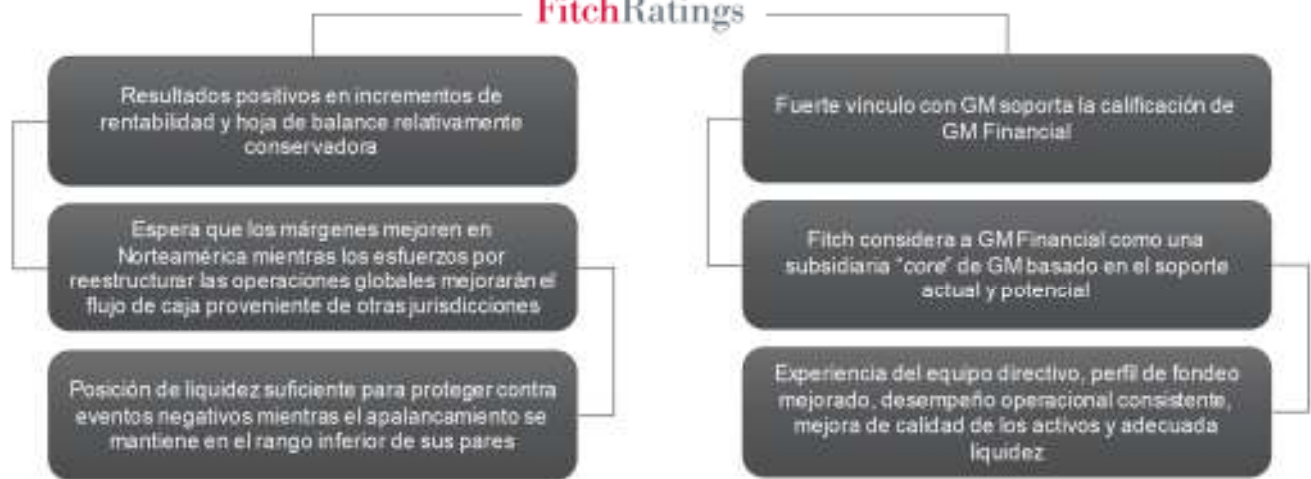 FitchRatings
Resultados positivos en incrementos de
rentabilidad y hoja de balance relativamente
conservadora
Espera que los márgenes mejoren en
Norteamérica mientras los esfuerzos por
reestructurar las operaciones globales mejorarán el
flujo de caja proveniente de otras jurisdicciones
Posición de liquidez suficiente para proteger contra
eventos negativos mientras el apalancamiento se
mantiene en el rango inferior de sus pares
Fuerte vínculo con GM soporta la calificación de
GM Financial
Fitch considera a GM Financial como una
subsidiaria "core" de GM basado en el soporte
actual y potencial
Experiencia del equipo directivo, perfil de fondeo
mejorado, desempeño operacional consistente,
mejora de calidad de los activos y adecuada
liquidez